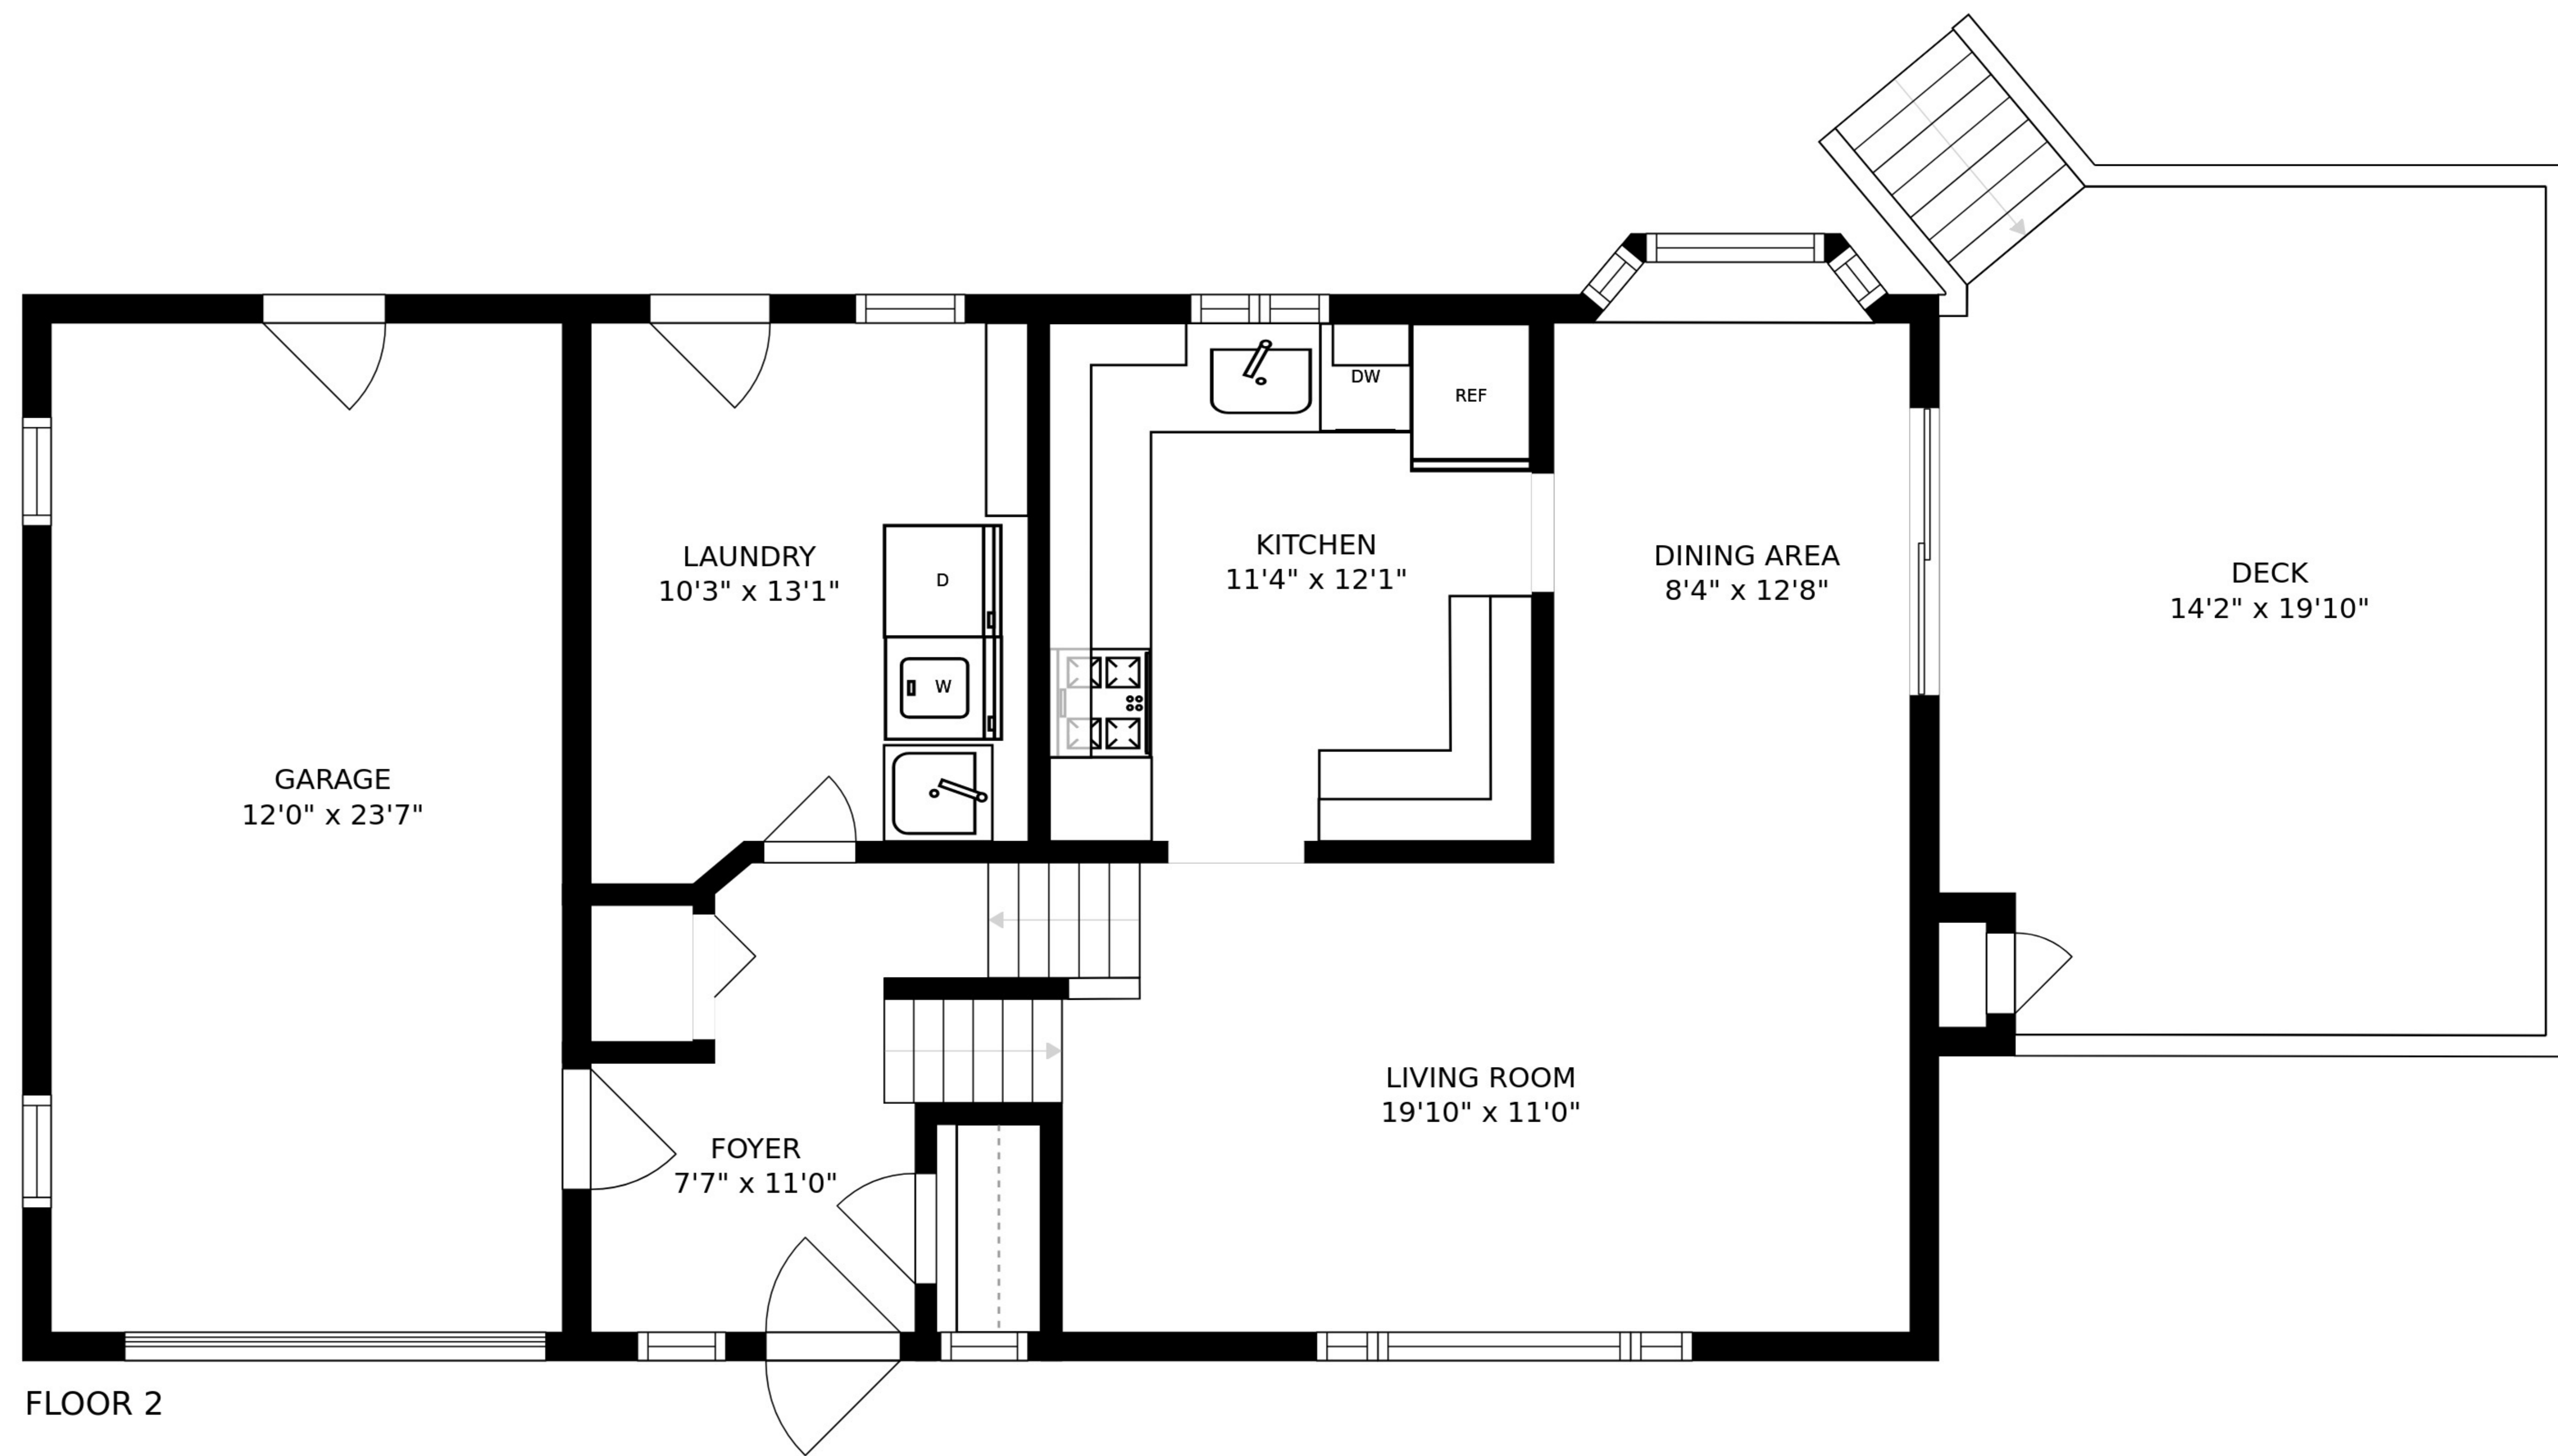 LAUNDRY
10'3" x 13'1"
D
W
KITCHEN
11'4" x 12'1"
DW
REF
DINING AREA
8'4" x 12'8"
DECK
14'2" x 19'10"
GARAGE
12'0" x 23'7"
FOYER
7'7" x 11'0"
LIVING ROOM
19'10" x 11'0"
FLOOR 2